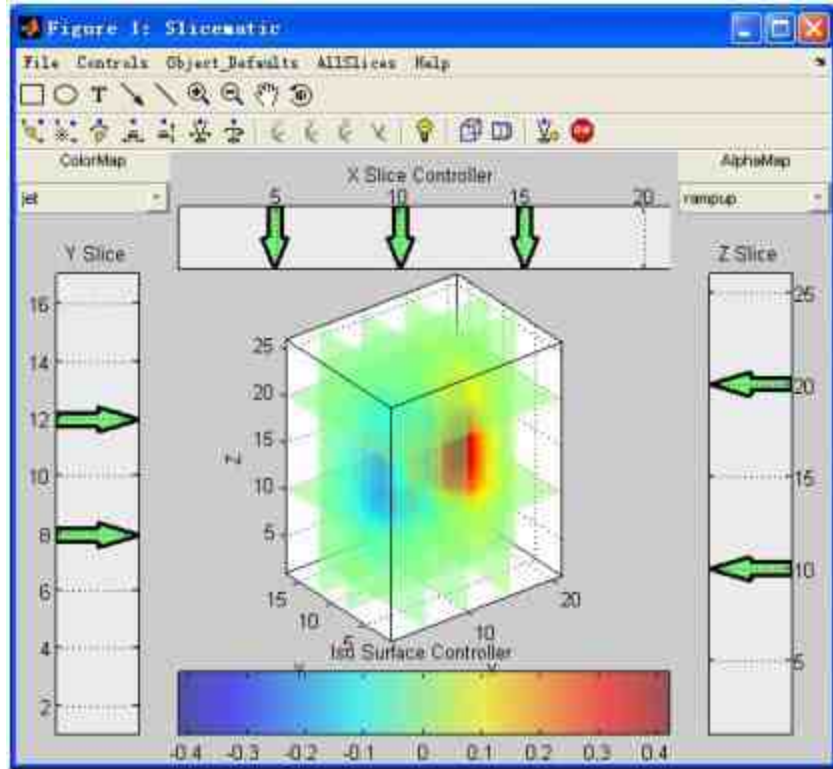 Figure 1: Slicematic
File Controls Object_Defaults AllSlices Help
ColorMap
jet
X Slice Controller
5 10 15 20
AlphaMap
rampup
Y Slice
16
14
12
10
8
6
4
2
Z Slice
26
20
15
10
5
25
20
15
10
5
Z
15
10
5
10
20
Iso Surface Controller
-0.4 -0.3 -0.2 -0.1 0 0.1 0.2 0.3 0.4